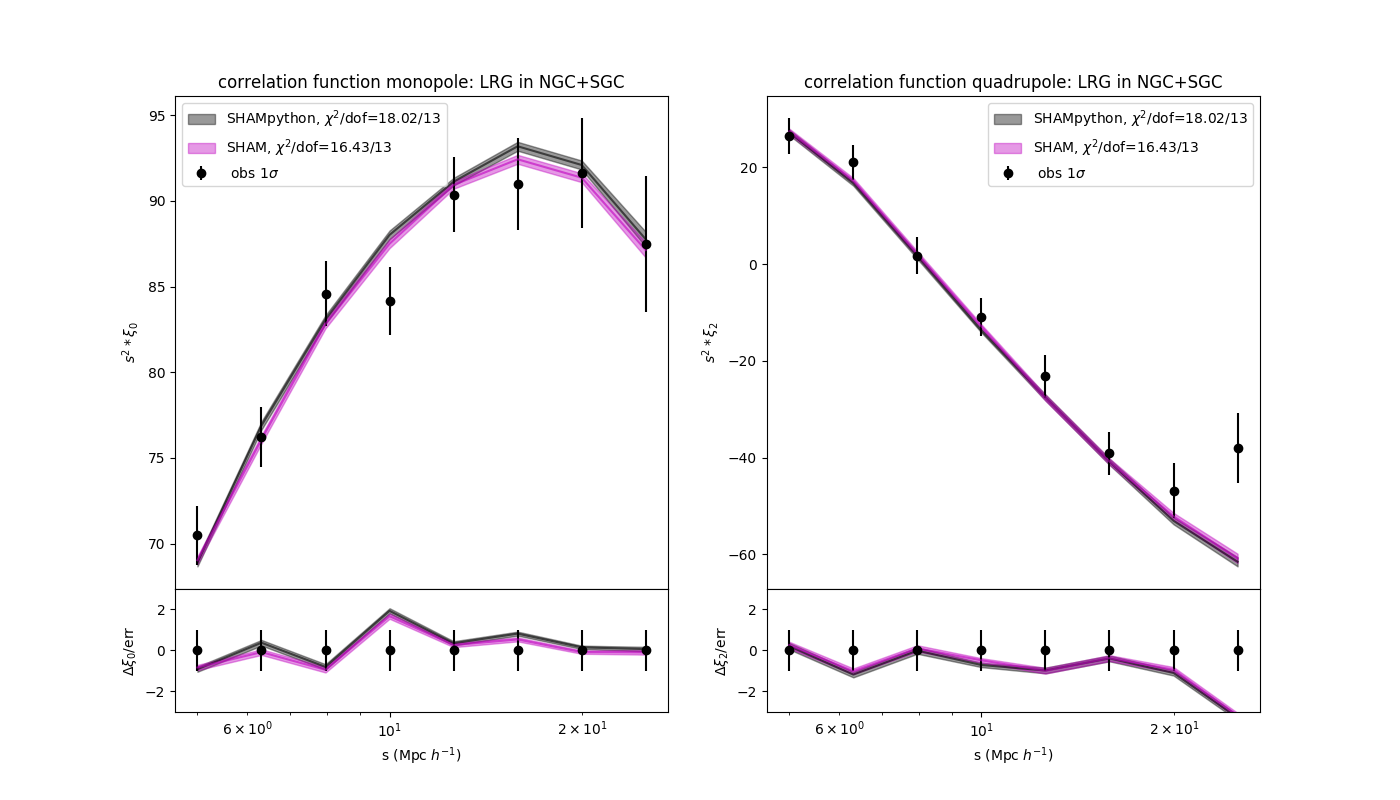 correlation function monopole: LRG in NGC+SGC
SHAMpython, χ²/dof=18.02/13
SHAM, χ²/dof=16.43/13
obs 1σ
95
90
85
80
75
70
s² * ξ₀
2
0
−2
Δξ₀/err
6 × 10⁰
10¹
2 × 10¹
s (Mpc h⁻¹)
correlation function quadrupole: LRG in NGC+SGC
SHAMpython, χ²/dof=18.02/13
SHAM, χ²/dof=16.43/13
obs 1σ
20
0
−20
−40
−60
s² * ξ₂
2
0
−2
Δξ₂/err
6 × 10⁰
10¹
2 × 10¹
s (Mpc h⁻¹)